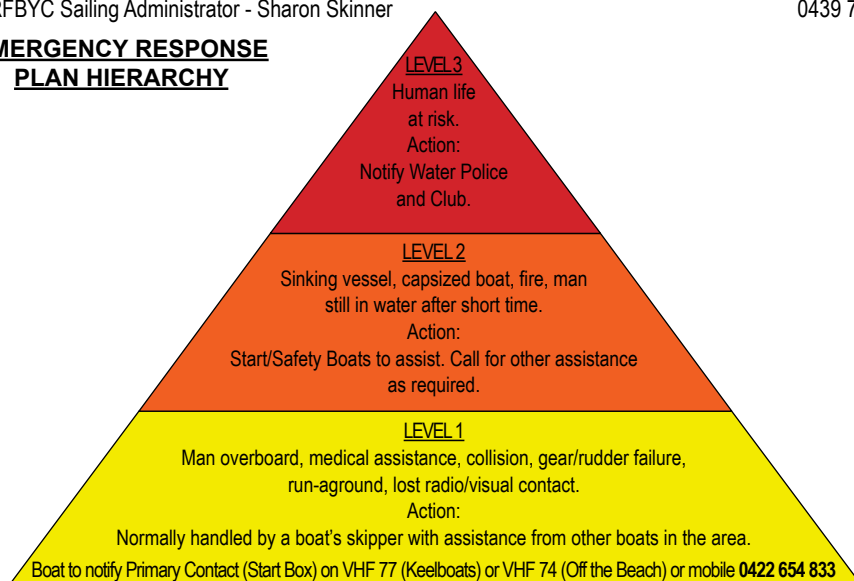 RFBYC Sailing Administrator - Sharon Skinner 0439 7
EMERGENCY RESPONSE
PLAN HIERARCHY
LEVEL 3
Human life
at risk.
Action:
Notify Water Police
and Club.
LEVEL 2
Sinking vessel, capsized boat, fire, man
still in water after short time.
Action:
Start/Safety Boats to assist. Call for other assistance
as required.
LEVEL 1
Man overboard, medical assistance, collision, gear/rudder failure,
run-aground, lost radio/visual contact.
Action:
Normally handled by a boat's skipper with assistance from other boats in the area.
Boat to notify Primary Contact (Start Box) on VHF 77 (Keelboats) or VHF 74 (Off the Beach) or mobile 0422 654 833